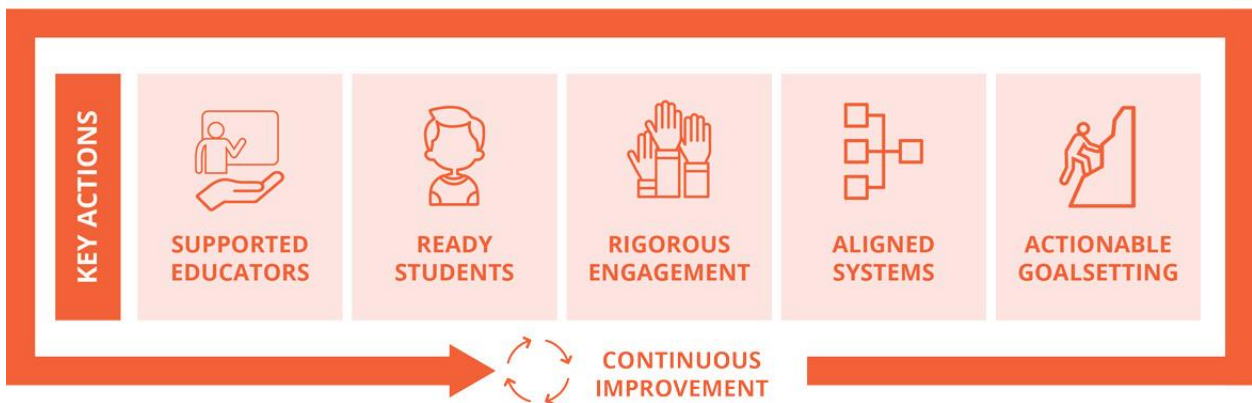 KEY ACTIONS
SUPPORTED
EDUCATORS
READY
STUDENTS
RIGOROUS
ENGAGEMENT
ALIGNED
SYSTEMS
ACTIONABLE
GOALSETTING
CONTINUOUS
IMPROVEMENT